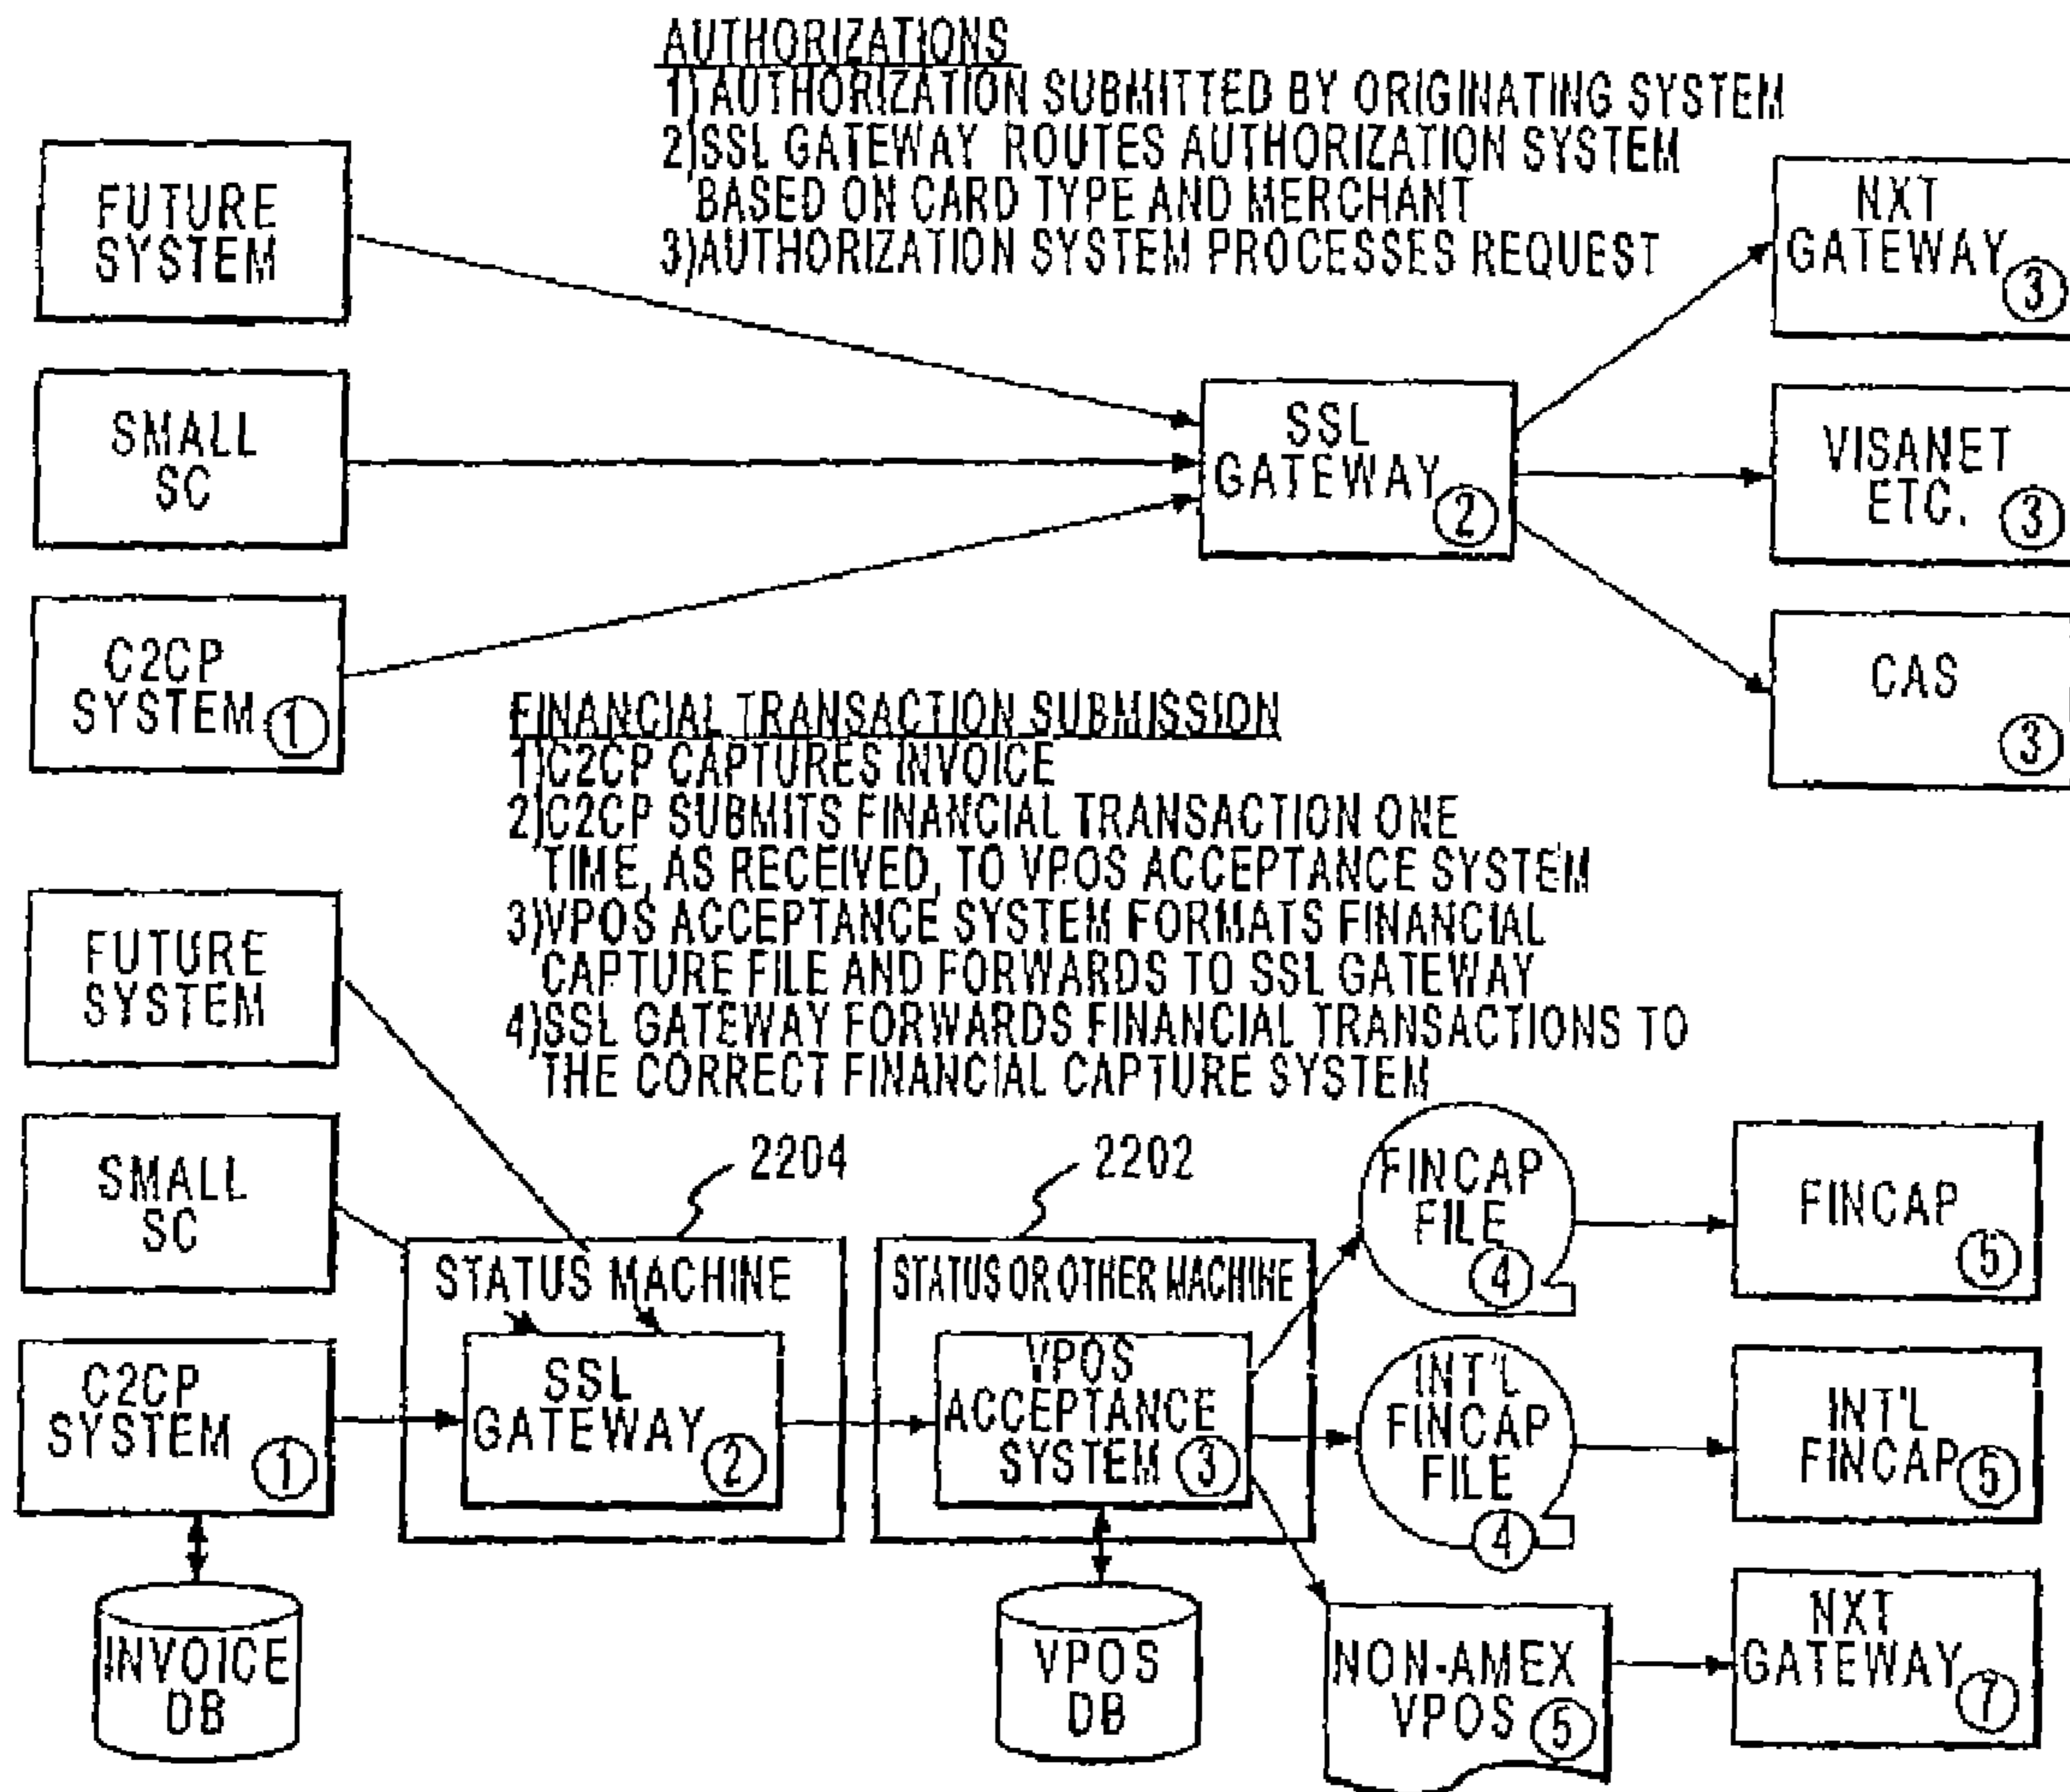 AUTHORIZATIONS
1)AUTHORIZATION SUBMITTED BY ORIGINATING SYSTEM
2)SSL GATEWAY ROUTES AUTHORIZATION SYSTEM
BASED ON CARD TYPE AND MERCHANT
3)AUTHORIZATION SYSTEM PROCESSES REQUEST
FUTURE
SYSTEM
SMALL
SC
C2CP
SYSTEM 1
SSL
GATEWAY 2
NXT
GATEWAY 3
VISANET
ETC. 3
CAS
3
FINANCIAL TRANSACTION SUBMISSION
1)C2CP CAPTURES INVOICE
2)C2CP SUBMITS FINANCIAL TRANSACTION ONE
TIME, AS RECEIVED, TO VPOS ACCEPTANCE SYSTEM
3)VPOS ACCEPTANCE SYSTEM FORMATS FINANCIAL
CAPTURE FILE AND FORWARDS TO SSL GATEWAY
4)SSL GATEWAY FORWARDS FINANCIAL TRANSACTIONS TO
THE CORRECT FINANCIAL CAPTURE SYSTEM
FUTURE
SYSTEM
SMALL
SC
C2CP
SYSTEM 1
INVOICE
DB
2204
STATUS MACHINE
SSL
GATEWAY 2
2202
STATUS OR OTHER MACHINE
VPOS
ACCEPTANCE
SYSTEM 3
VPOS
DB
FINCAP
FILE
4
FINCAP
5
INT'L
FINCAP
FILE
4
INT'L
FINCAP 5
NON-AMEX
VPOS 5
NXT
GATEWAY 7